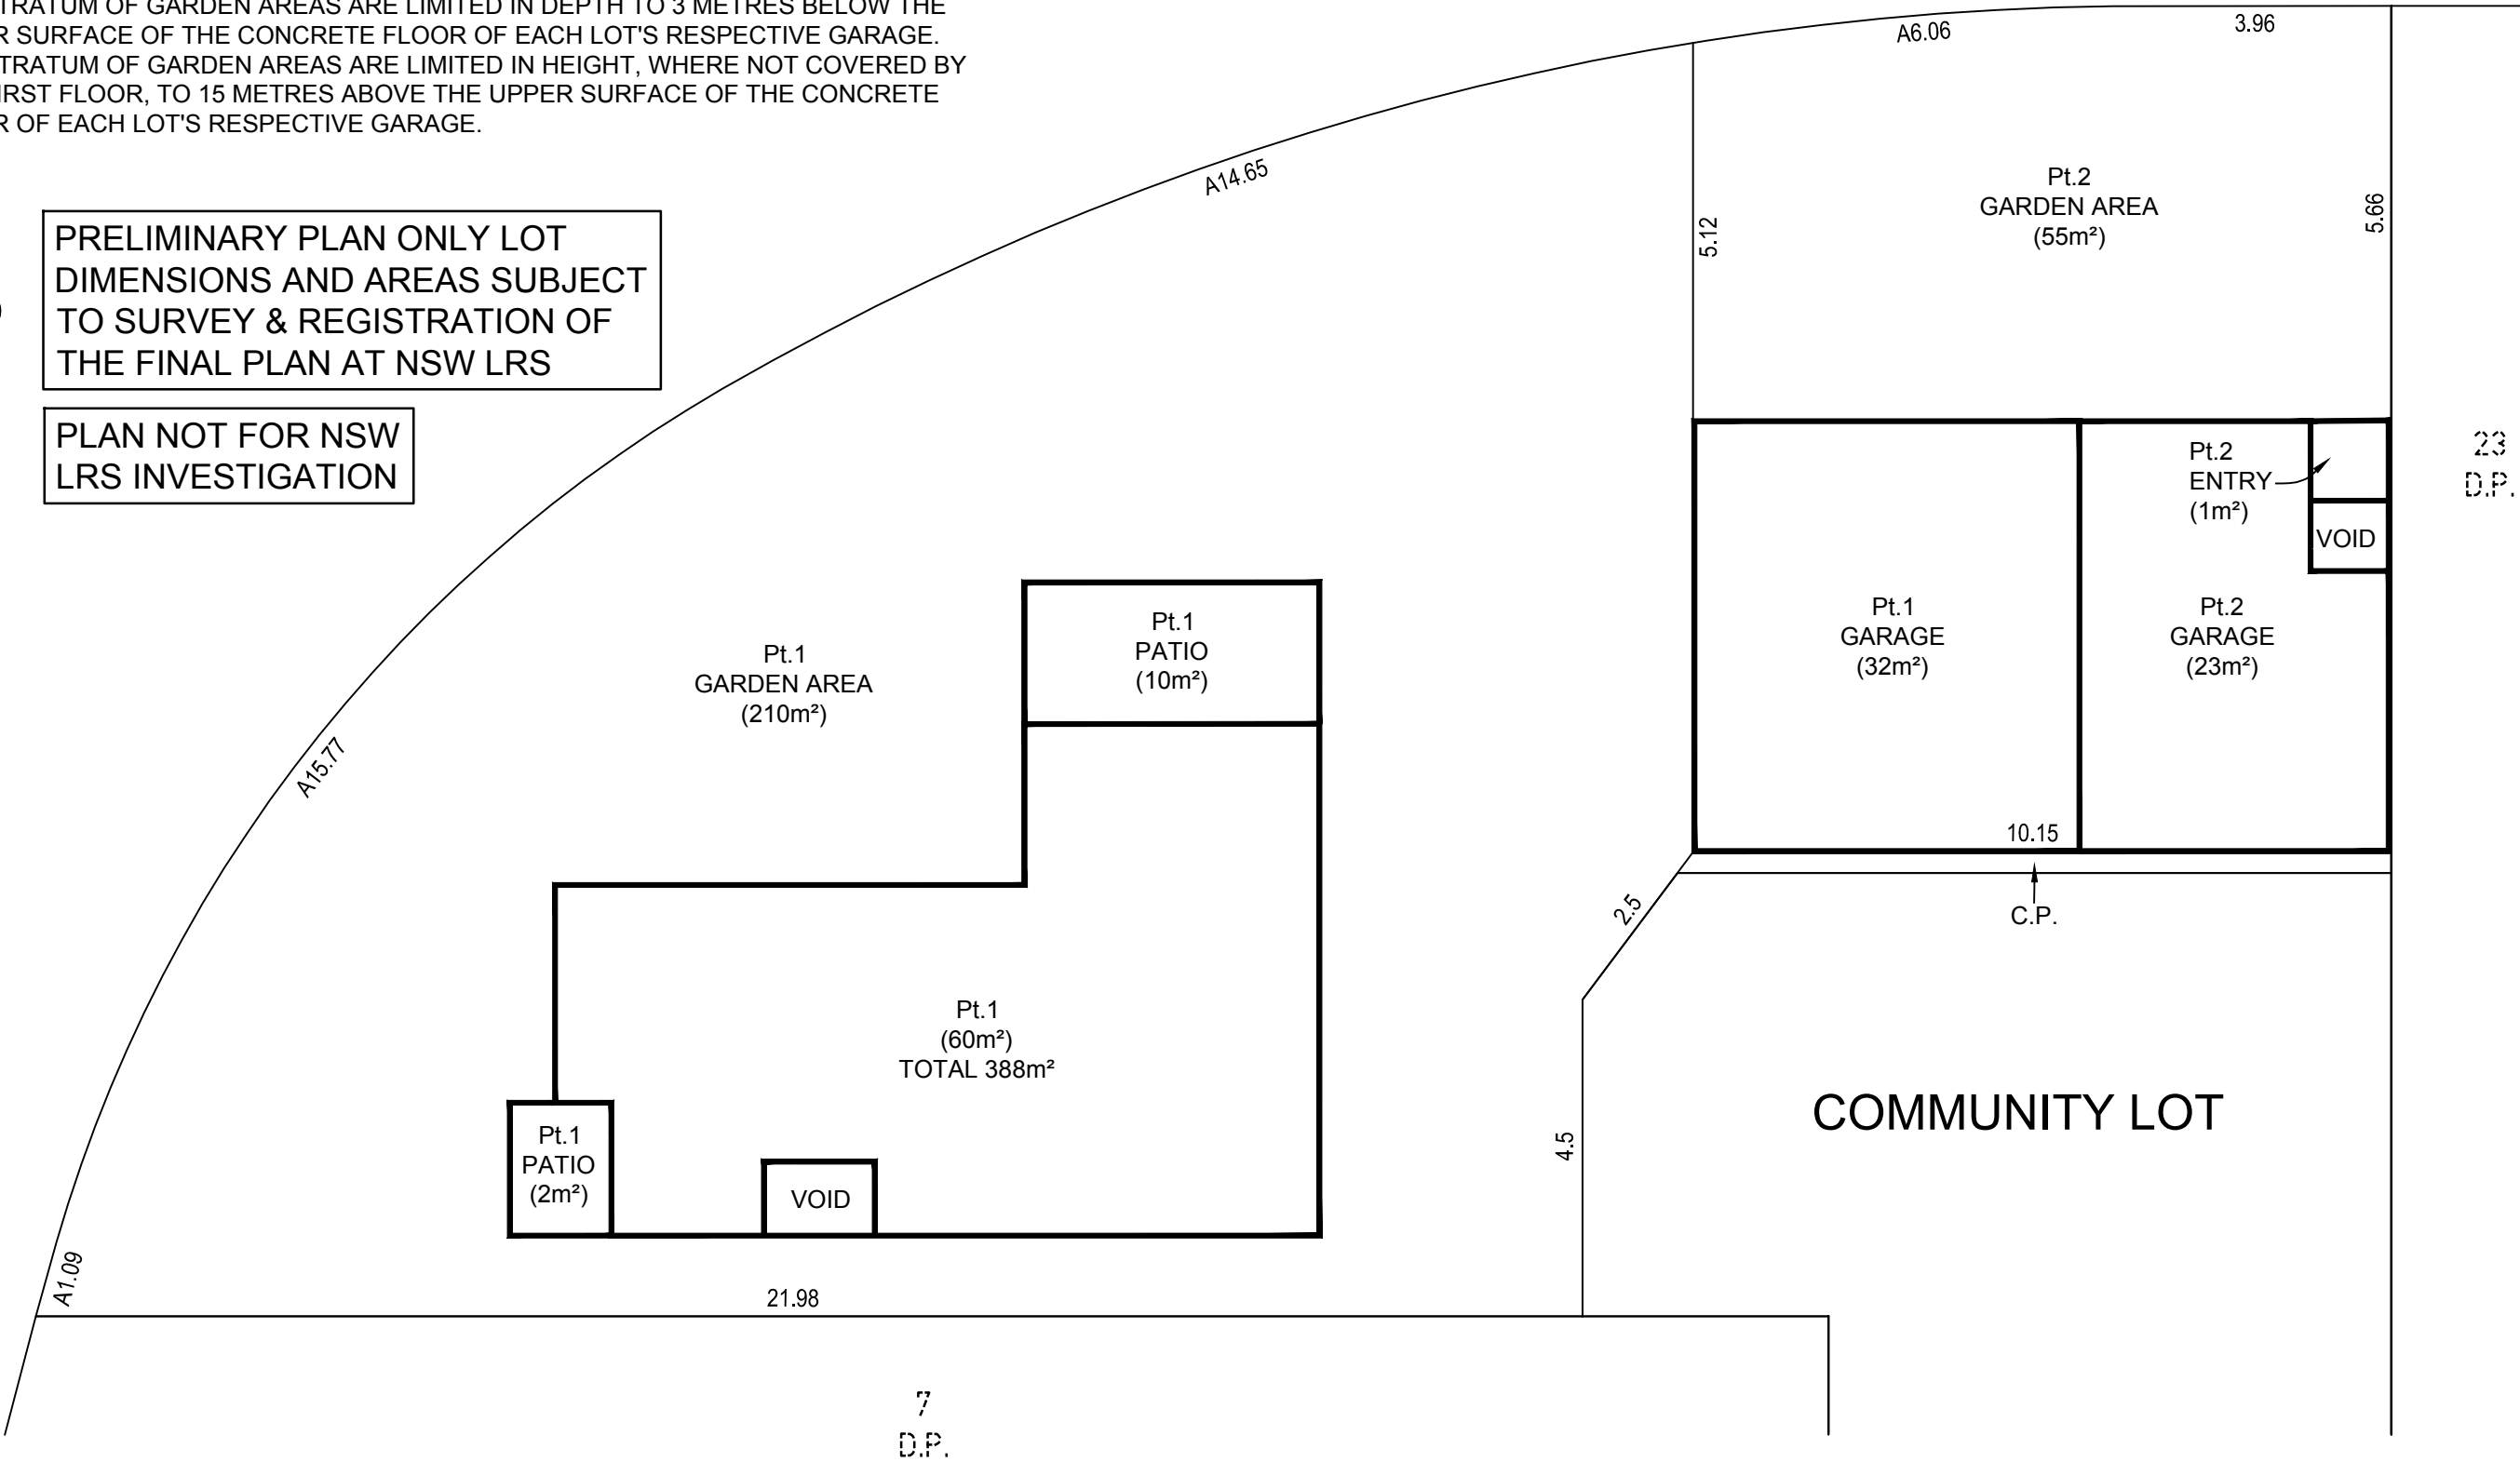 TRATUM OF GARDEN AREAS ARE LIMITED IN DEPTH TO 3 METRES BELOW THE
R SURFACE OF THE CONCRETE FLOOR OF EACH LOT'S RESPECTIVE GARAGE.
TRATUM OF GARDEN AREAS ARE LIMITED IN HEIGHT, WHERE NOT COVERED BY
IRST FLOOR, TO 15 METRES ABOVE THE UPPER SURFACE OF THE CONCRETE
R OF EACH LOT'S RESPECTIVE GARAGE.
PRELIMINARY PLAN ONLY LOT
DIMENSIONS AND AREAS SUBJECT
TO SURVEY & REGISTRATION OF
THE FINAL PLAN AT NSW LRS
PLAN NOT FOR NSW
LRS INVESTIGATION
A6.06
3.96
A14.65
5.12
Pt.2
GARDEN AREA
(55m²)
5.66
Pt.2
ENTRY
(1m²)
VOID
23
D.P.
Pt.1
GARAGE
(32m²)
Pt.2
GARAGE
(23m²)
10.15
C.P.
2.5
Pt.1
GARDEN AREA
(210m²)
Pt.1
PATIO
(10m²)
A15.77
Pt.1
(60m²)
TOTAL 388m²
Pt.1
PATIO
(2m²)
VOID
4.5
COMMUNITY LOT
A1.09
21.98
7
D.P.